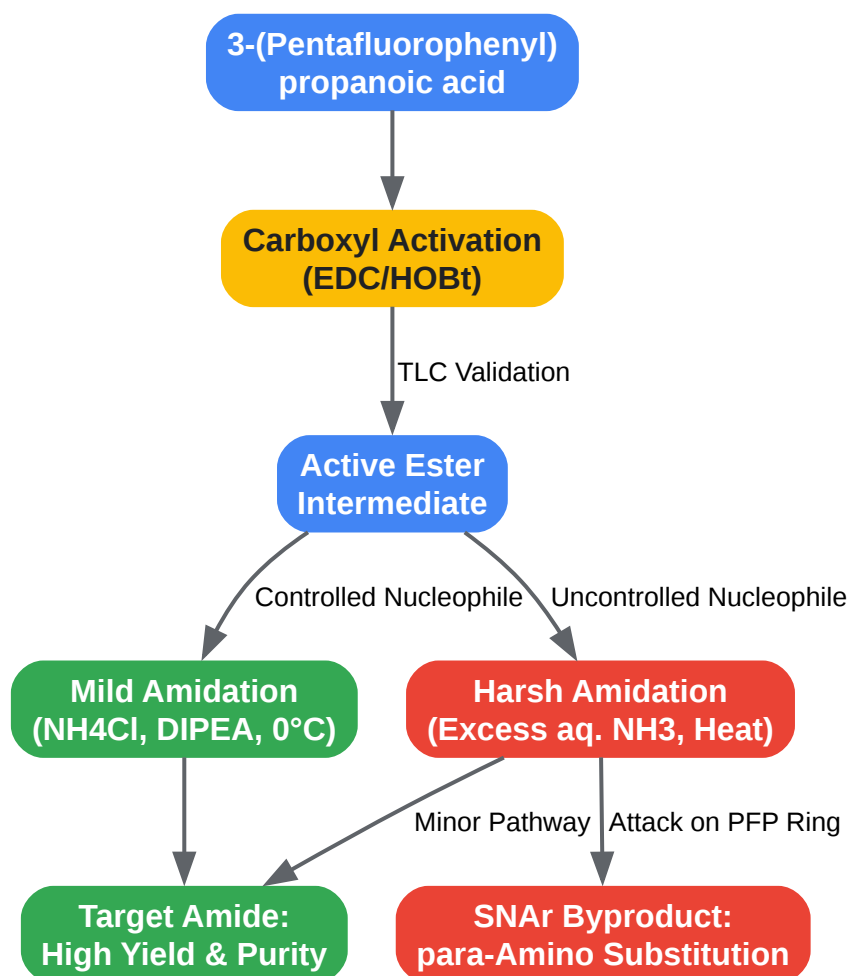 3-(Pentafluorophenyl)
propanoic acid
Carboxyl Activation
(EDC/HOBt)
TLC Validation
Active Ester
Intermediate
Controlled Nucleophile
Uncontrolled Nucleophile
Mild Amidation
(NH4Cl, DIPEA, 0°C)
Harsh Amidation
(Excess aq. NH3, Heat)
Minor Pathway
Attack on PFP Ring
Target Amide:
High Yield & Purity
SNAr Byproduct:
para-Amino Substitution